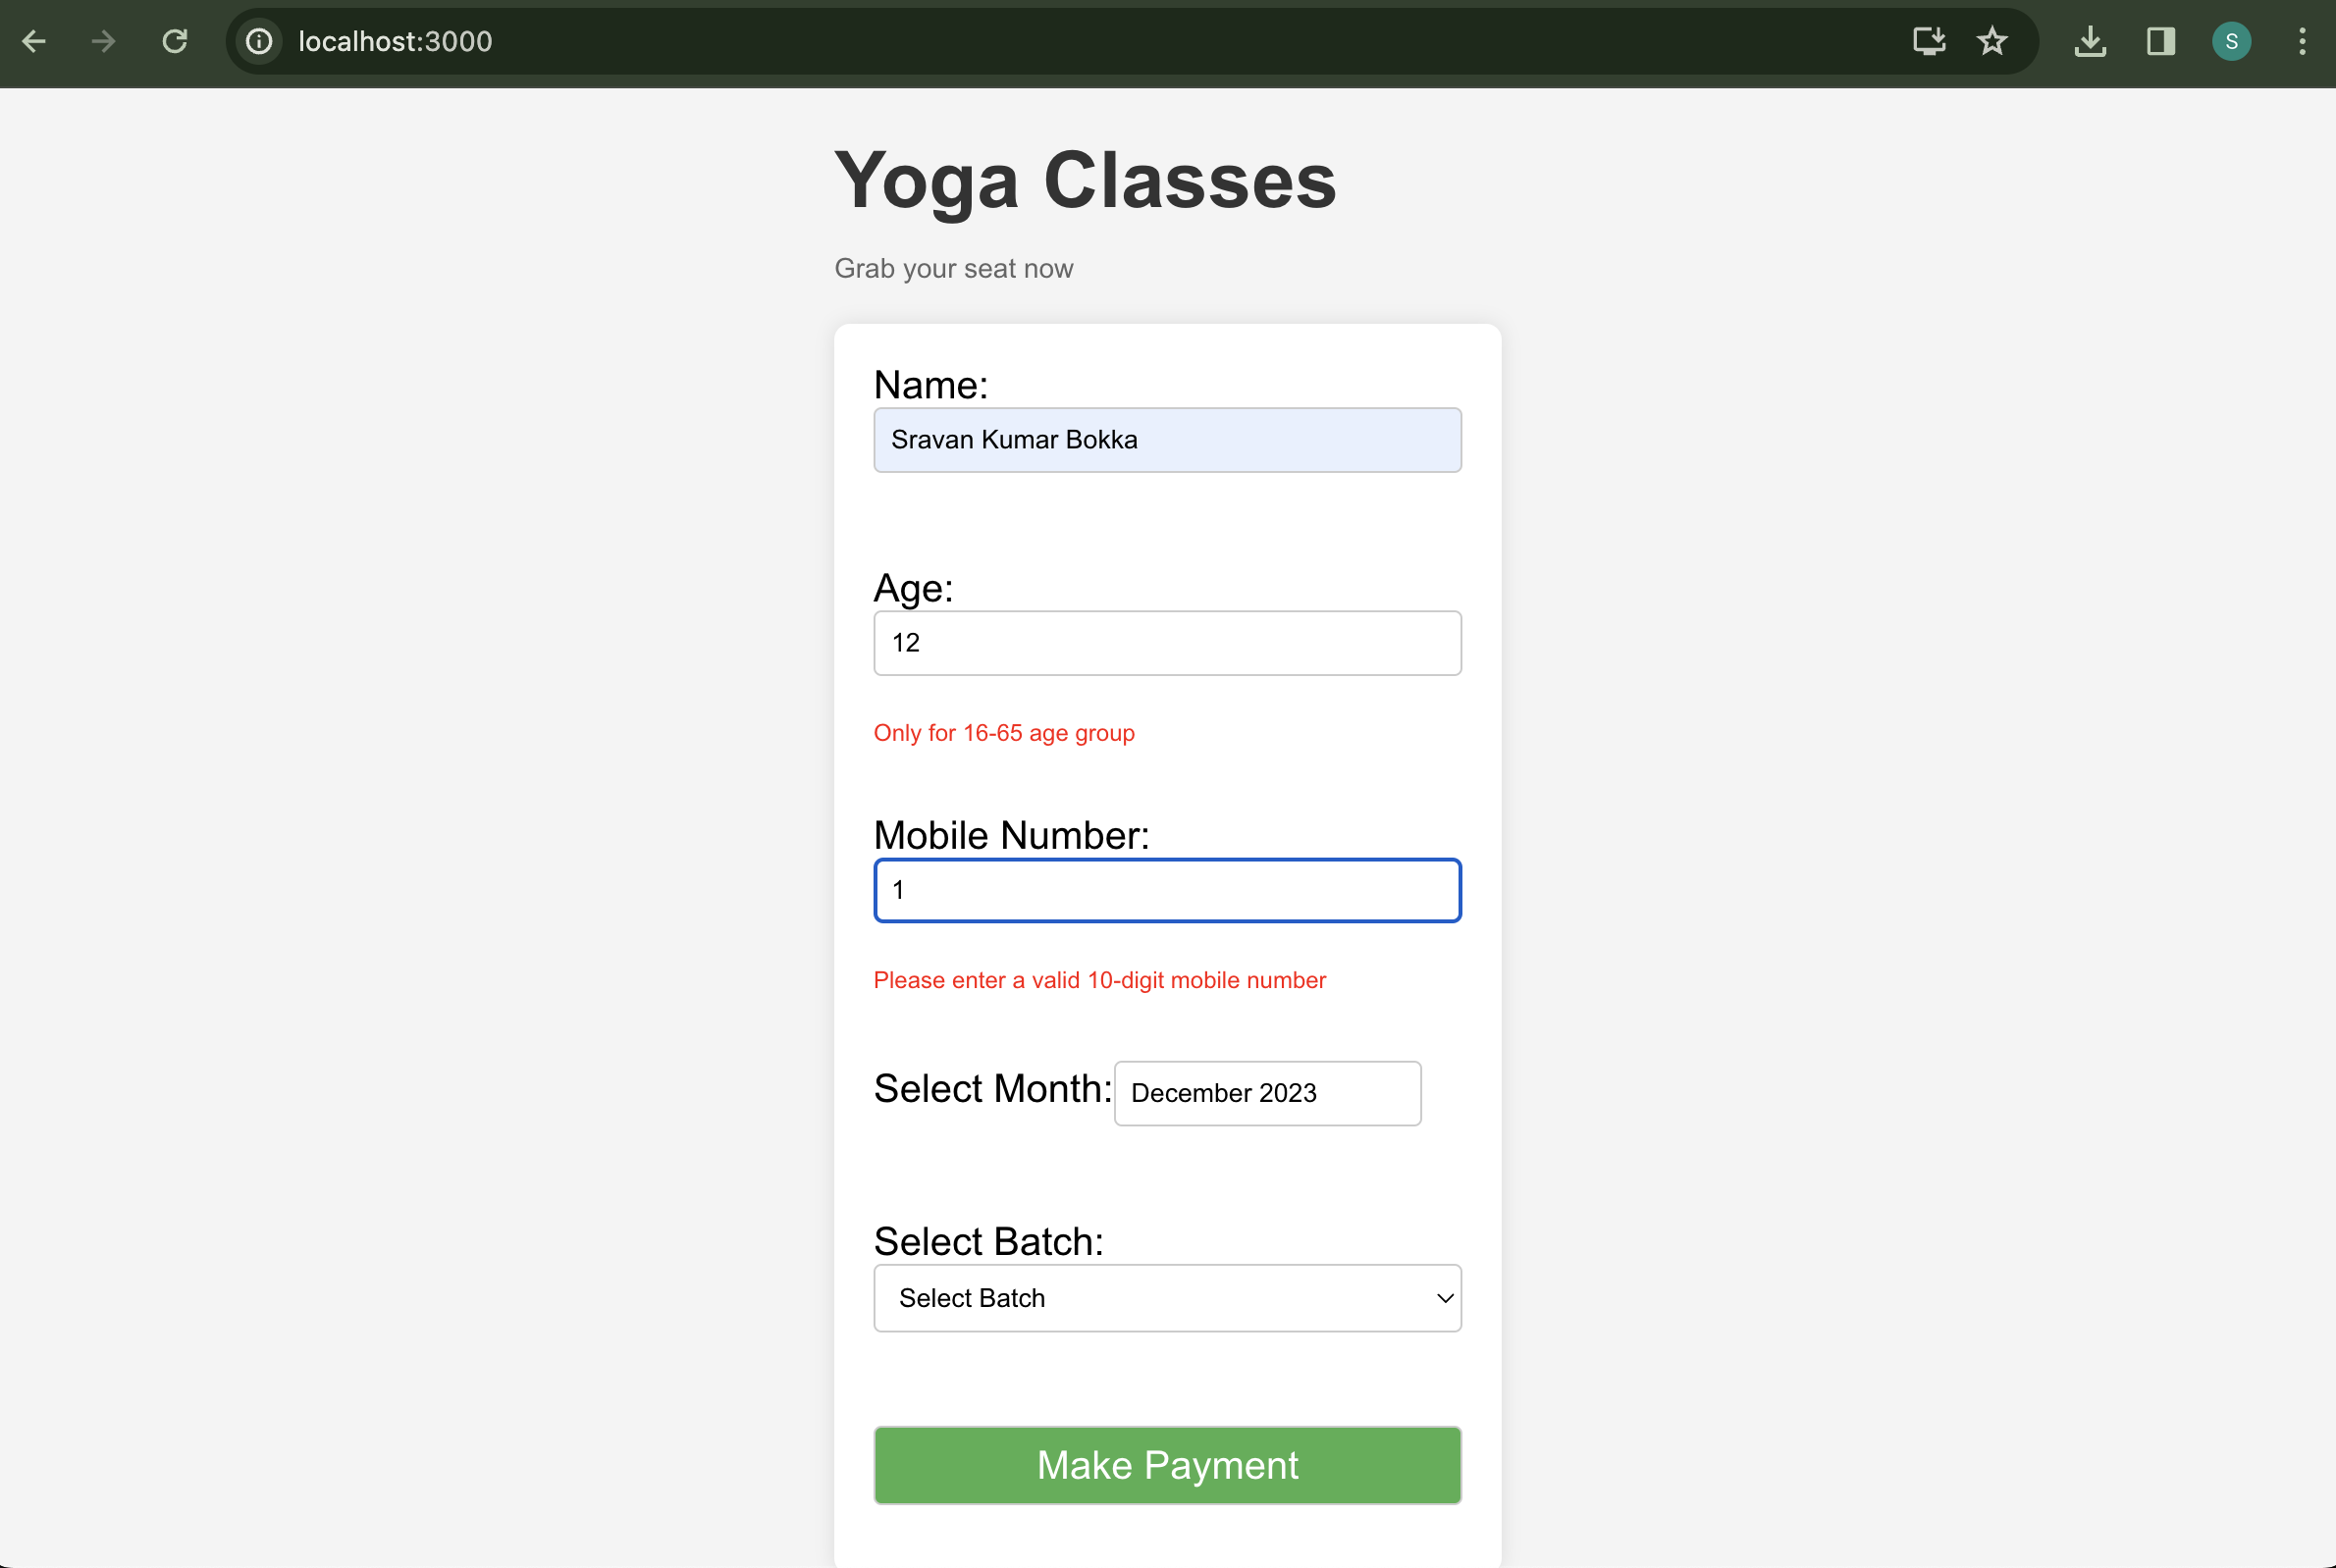 localhost:3000
S
Yoga Classes
Grab your seat now
Name:
Sravan Kumar Bokka
Age:
12
Only for 16-65 age group
Mobile Number:
1
Please enter a valid 10-digit mobile number
Select Month: December 2023
Select Batch:
Select Batch
Make Payment